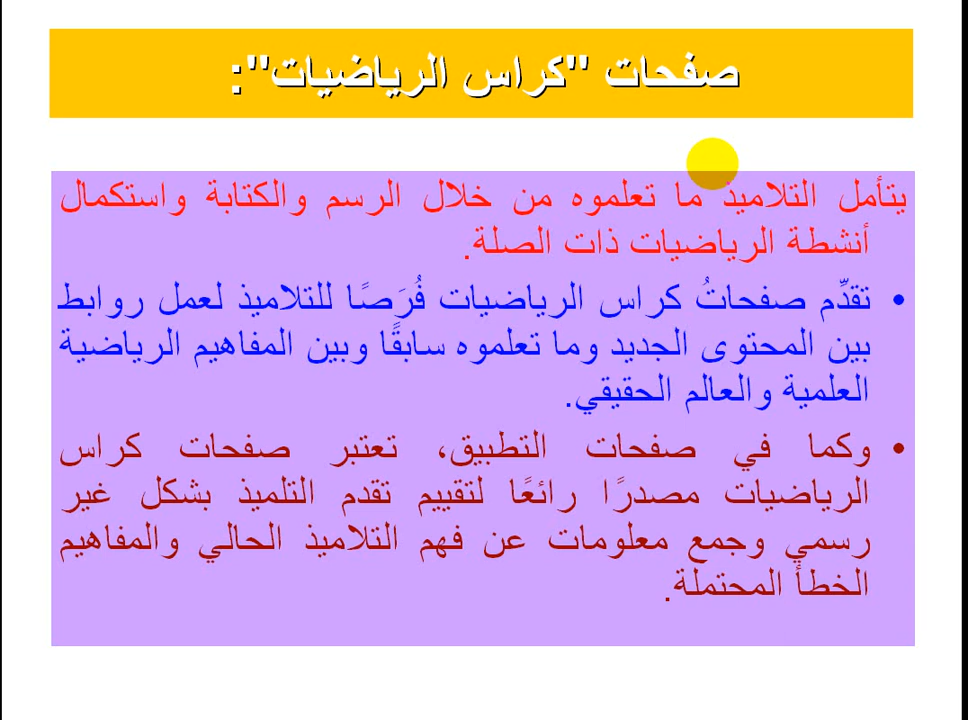 صفحات "كراس الرياضيات":
يتأمل التلاميذ ما تعلموه من خلال الرسم والكتابة واستكمال
أنشطة الرياضيات ذات الصلة.
• تقدِّم صفحاتُ كراس الرياضيات فُرَصًا للتلاميذ لعمل روابط
بين المحتوى الجديد وما تعلموه سابقًا وبين المفاهيم الرياضية
العلمية والعالم الحقيقي.
• وكما في صفحات التطبيق، تعتبر صفحات كراس
الرياضيات مصدرًا رائعًا لتقييم تقدم التلميذ بشكل غير
رسمي وجمع معلومات عن فهم التلاميذ الحالي والمفاهيم
الخطأ المحتملة.